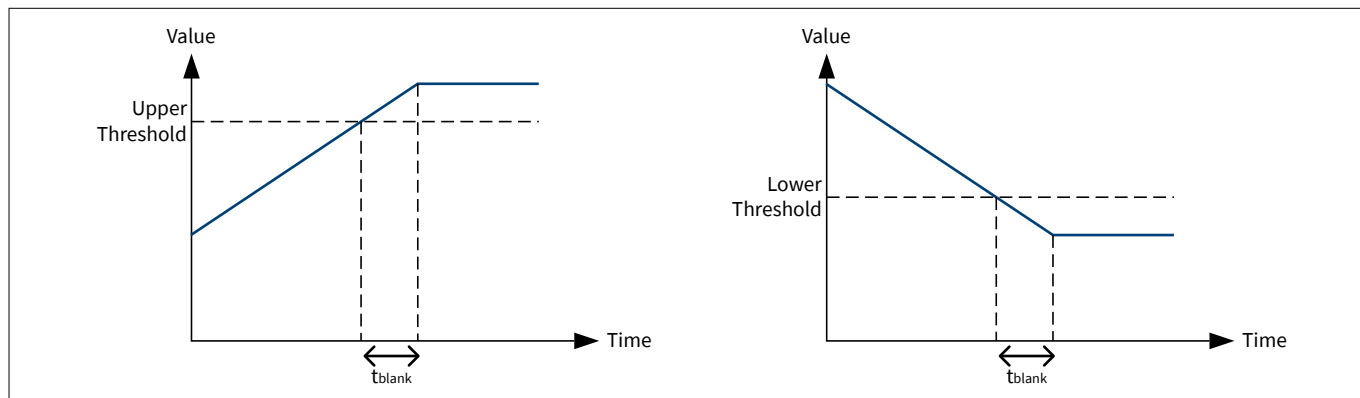 Value
Upper
Threshold
Time
tblank
Value
Lower
Threshold
Time
tblank